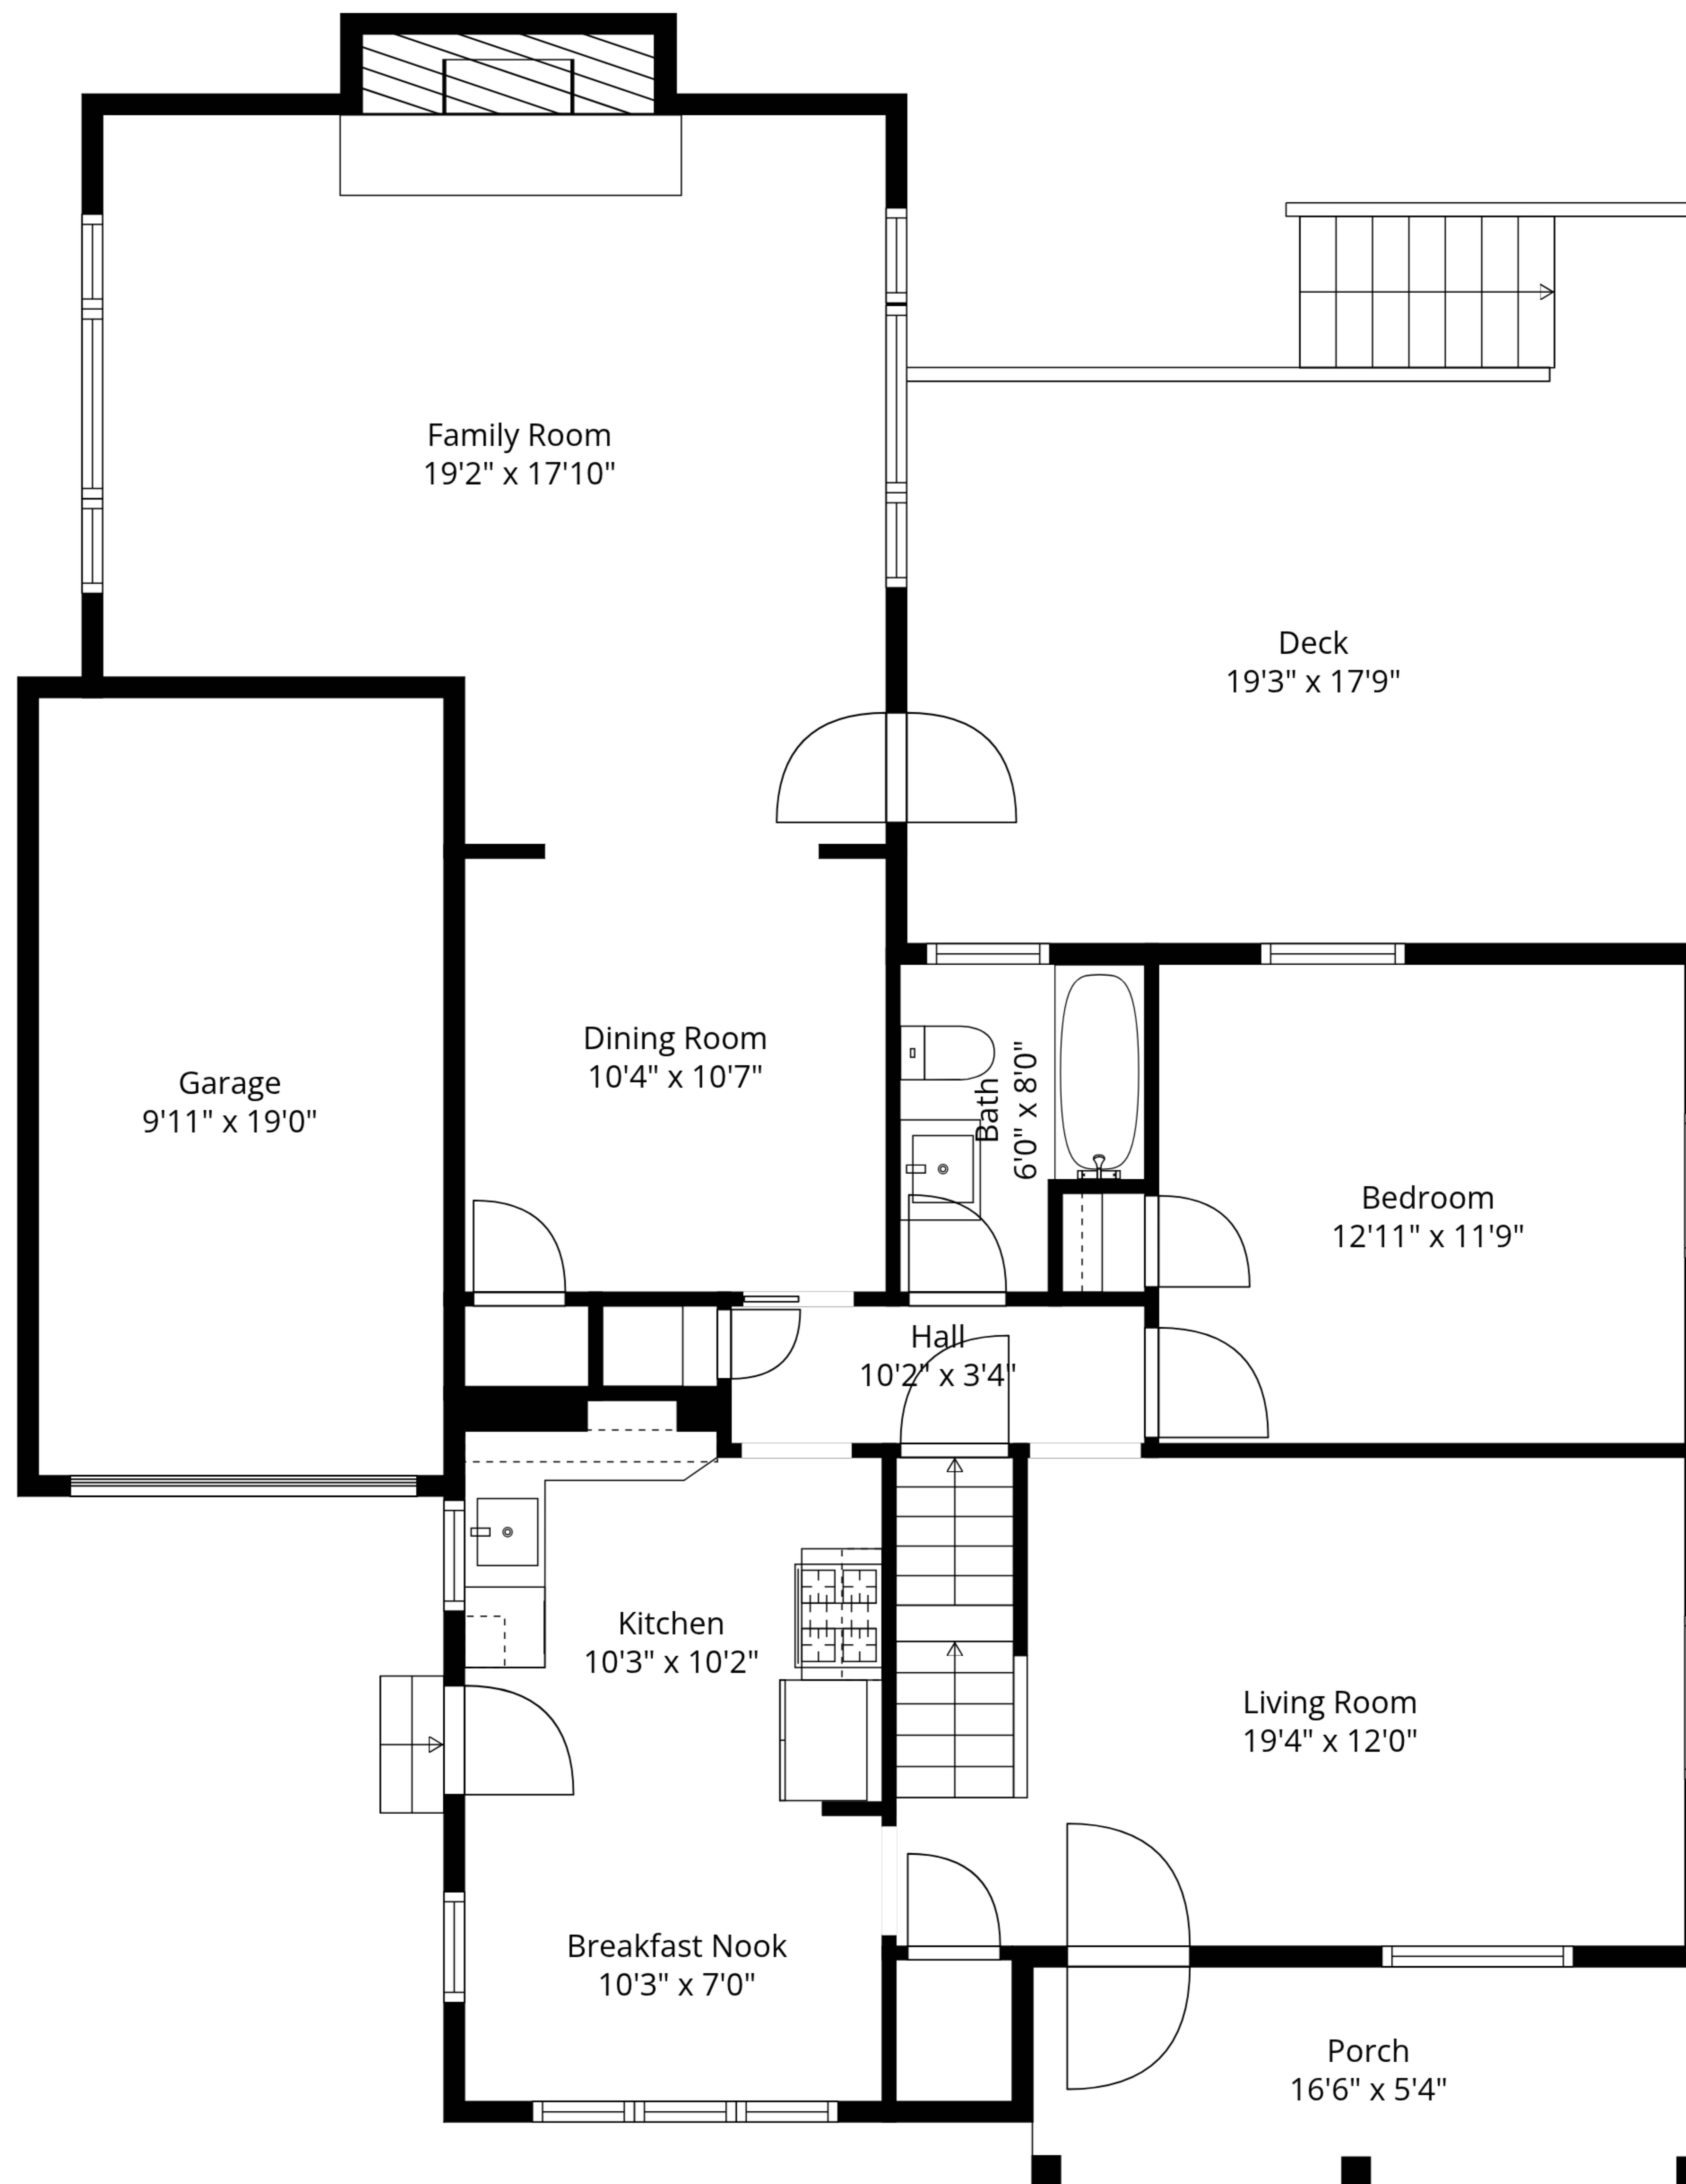 Family Room
19'2" x 17'10"
Deck
19'3" x 17'9"
Dining Room
10'4" x 10'7"
Garage
9'11" x 19'0"
Bath
6'0" x 8'0"
Bedroom
12'11" x 11'9"
Hall
10'2" x 3'4"
Kitchen
10'3" x 10'2"
Living Room
19'4" x 12'0"
Breakfast Nook
10'3" x 7'0"
Porch
16'6" x 5'4"